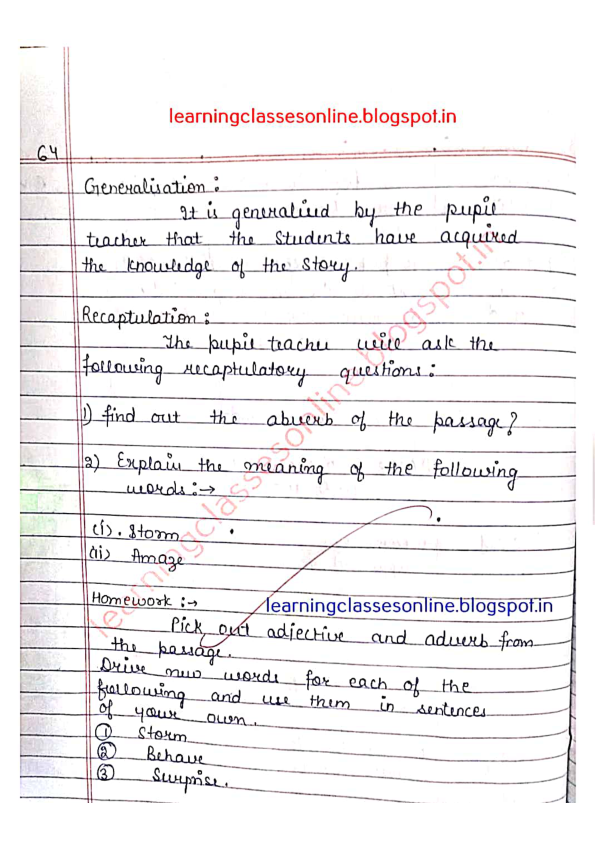 learningclassesonline.blogspot.in
64
Generalisation :
It is generalised by the pupil
teacher that the students have acquired
the knowledge of the story.
Recaptulation :
The pupil teacher will ask the
following recaptulatory questions :
1) find out the abverb of the passage?
2) Explain the meaning of the following
words :→
(i). Storm
(ii) Amaze
Homework :→
learningclassesonline.blogspot.in
Pick out adjective and adverb from
the passage.
Drive new words for each of the
following and use them in sentences
of your own.
① Storm
② Behave
③ Surprise.
learningclassesonline.blogspot.in